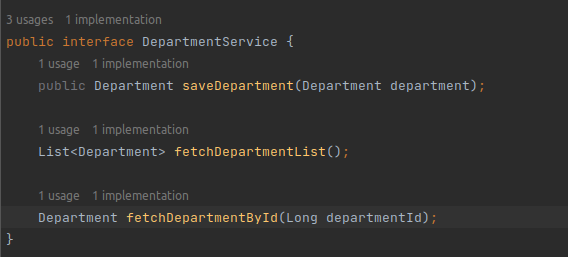 3 usages   1 implementation
public interface DepartmentService {
1 usage   1 implementation
public Department saveDepartment(Department department);
1 usage   1 implementation
List<Department> fetchDepartmentList();
1 usage   1 implementation
Department fetchDepartmentById(Long departmentId);
}